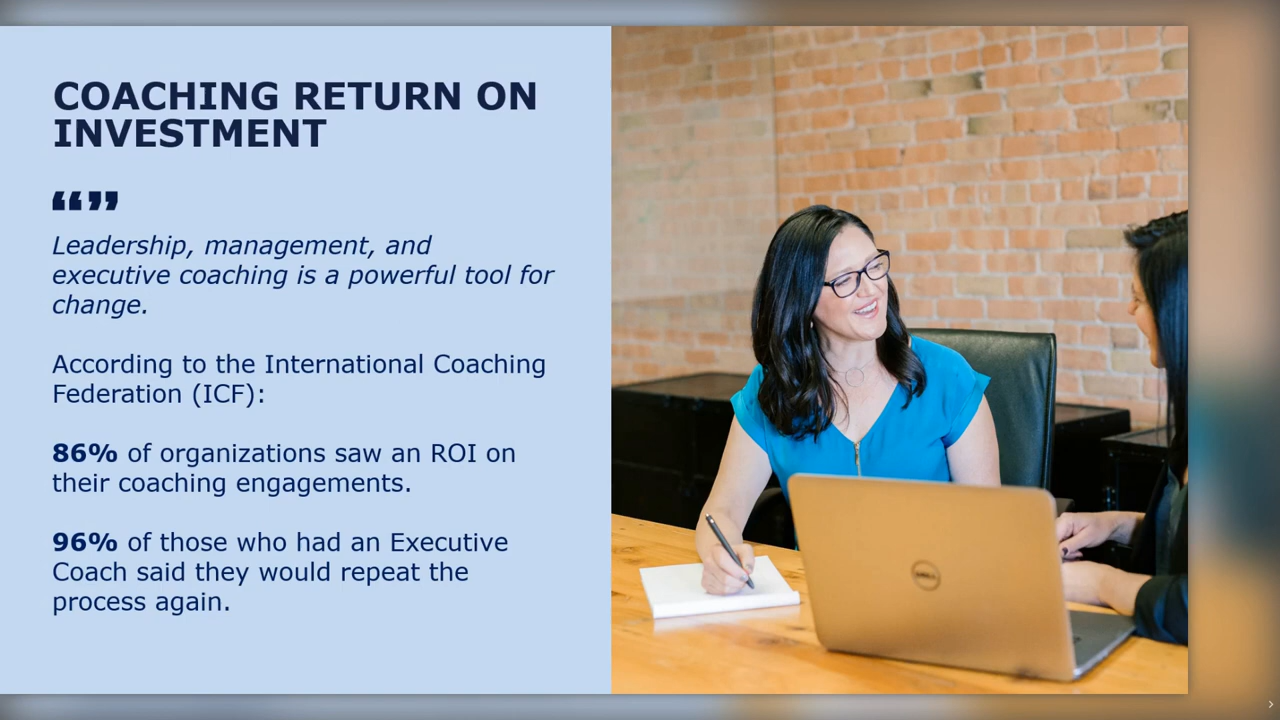 COACHING RETURN ON
INVESTMENT
“”
Leadership, management, and
executive coaching is a powerful tool for
change.
According to the International Coaching
Federation (ICF):
86% of organizations saw an ROI on
their coaching engagements.
96% of those who had an Executive
Coach said they would repeat the
process again.
DELL